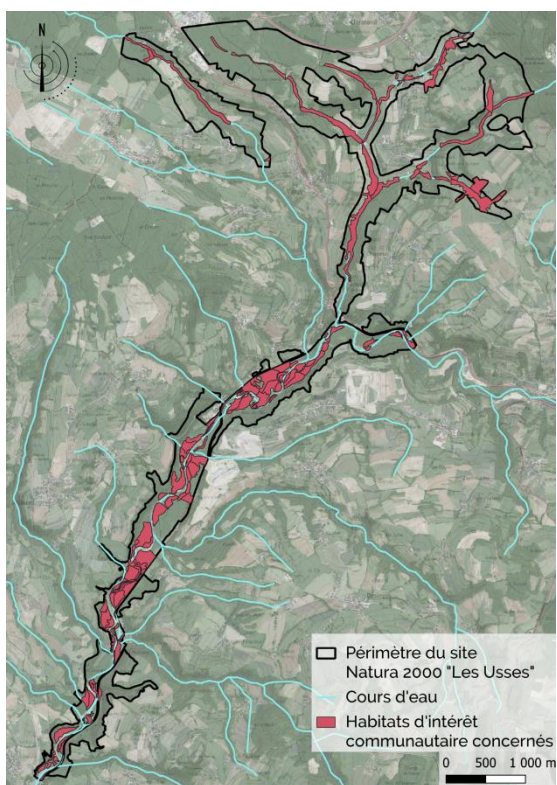 N
Périmètre du site
Natura 2000 "Les Usses"
Cours d'eau
Habitats d'intérêt
communautaire concernés
0 500 1 000 m